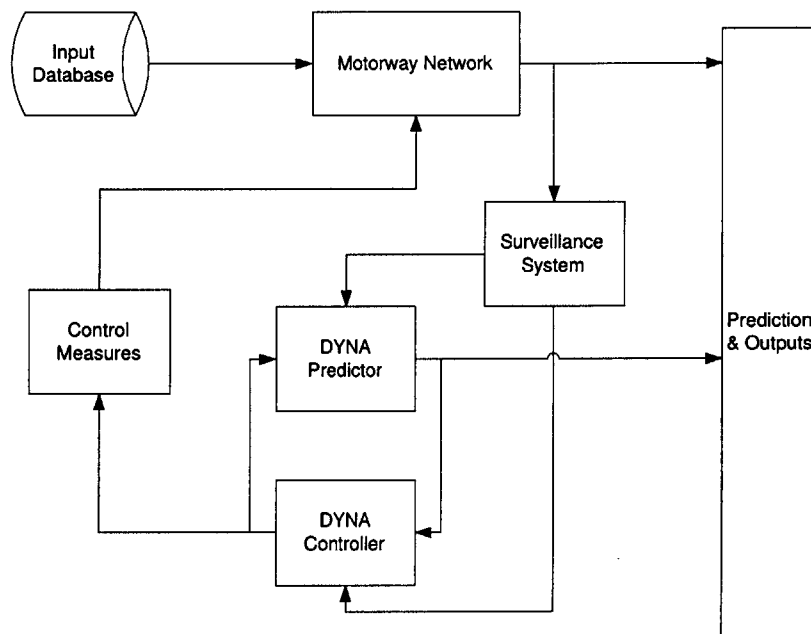 Input
Database
Motorway Network
Surveillance
System
Control
Measures
DYNA
Predictor
Prediction
& Outputs
DYNA
Controller